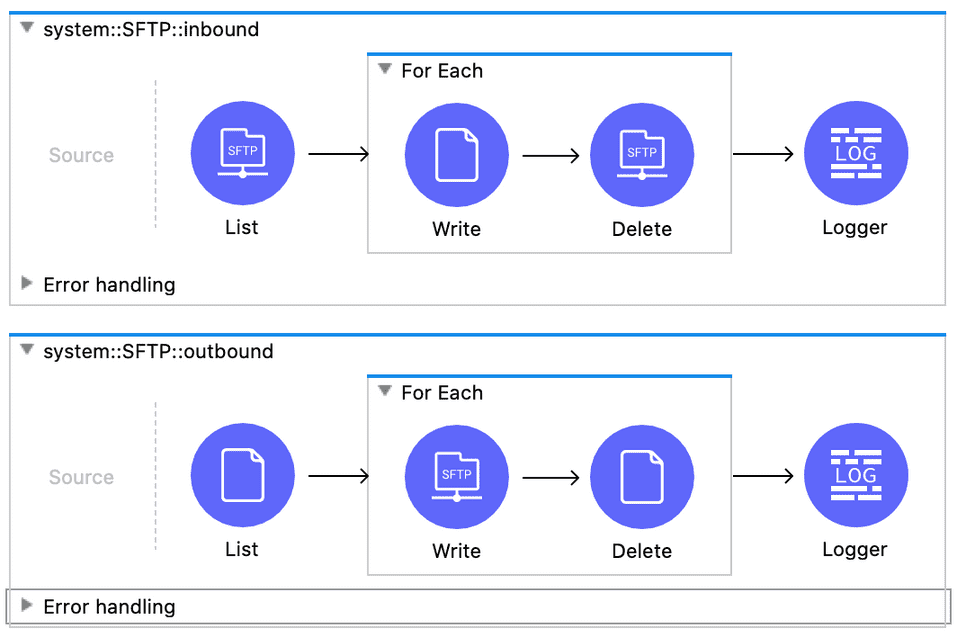 system::SFTP::inbound
For Each
Source
SFTP
SFTP
LOG
List
Write
Delete
Logger
Error handling
system::SFTP::outbound
For Each
Source
SFTP
LOG
List
Write
Delete
Logger
Error handling